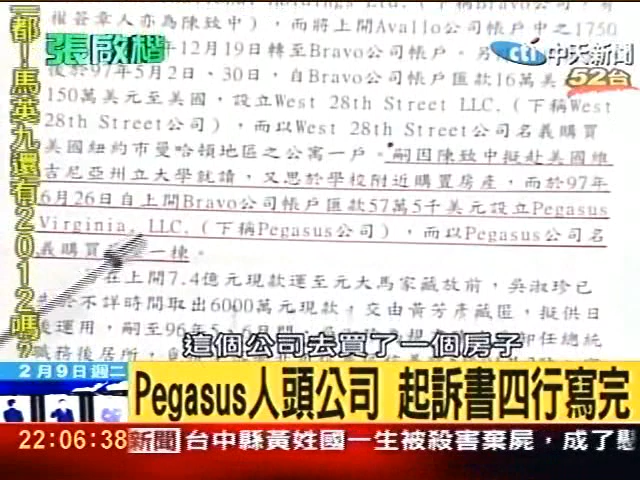 張啟楷
cti 中天新聞
52台
二都!馬英九還有2012嗎?
權簽章人亦為陳致中),而將上開Avallo公司帳戶中之1750
年12月19日轉至Bravo公司帳戶。另
後於97年5月2日、30日,自Bravo公司帳戶匯款16萬美
150萬美元至美國,設立West 28th Street LLC.(下稱West
28th Street公司),而以West 28th Street公司名義購買
美國紐約市曼哈頓地區之公寓一戶。嗣因陳致中擬赴美國維
吉尼亞州立大學就讀,又思於學校附近購置房產,而於97年
6月26日自上開Bravo公司帳戶匯款57萬5千美元設立Pegasus
Virginia, LLC.(下稱Pegasus公司),而以Pegasus公司名
義購買 一棟。
在上開7.4億元現款運至元大馬家藏放前,吳淑珍已
於不詳時間取出6000萬元現款,交由黃芳彥藏匿,擬供日
後運用,嗣至96年5、6月間
卸任總統
職務後居所,
這個公司去買了一個房子
2月9日週二
Pegasus人頭公司 起訴書四行寫完
22:06:38 新聞 台中縣黃姓國一生被殺害棄屍,成了懸